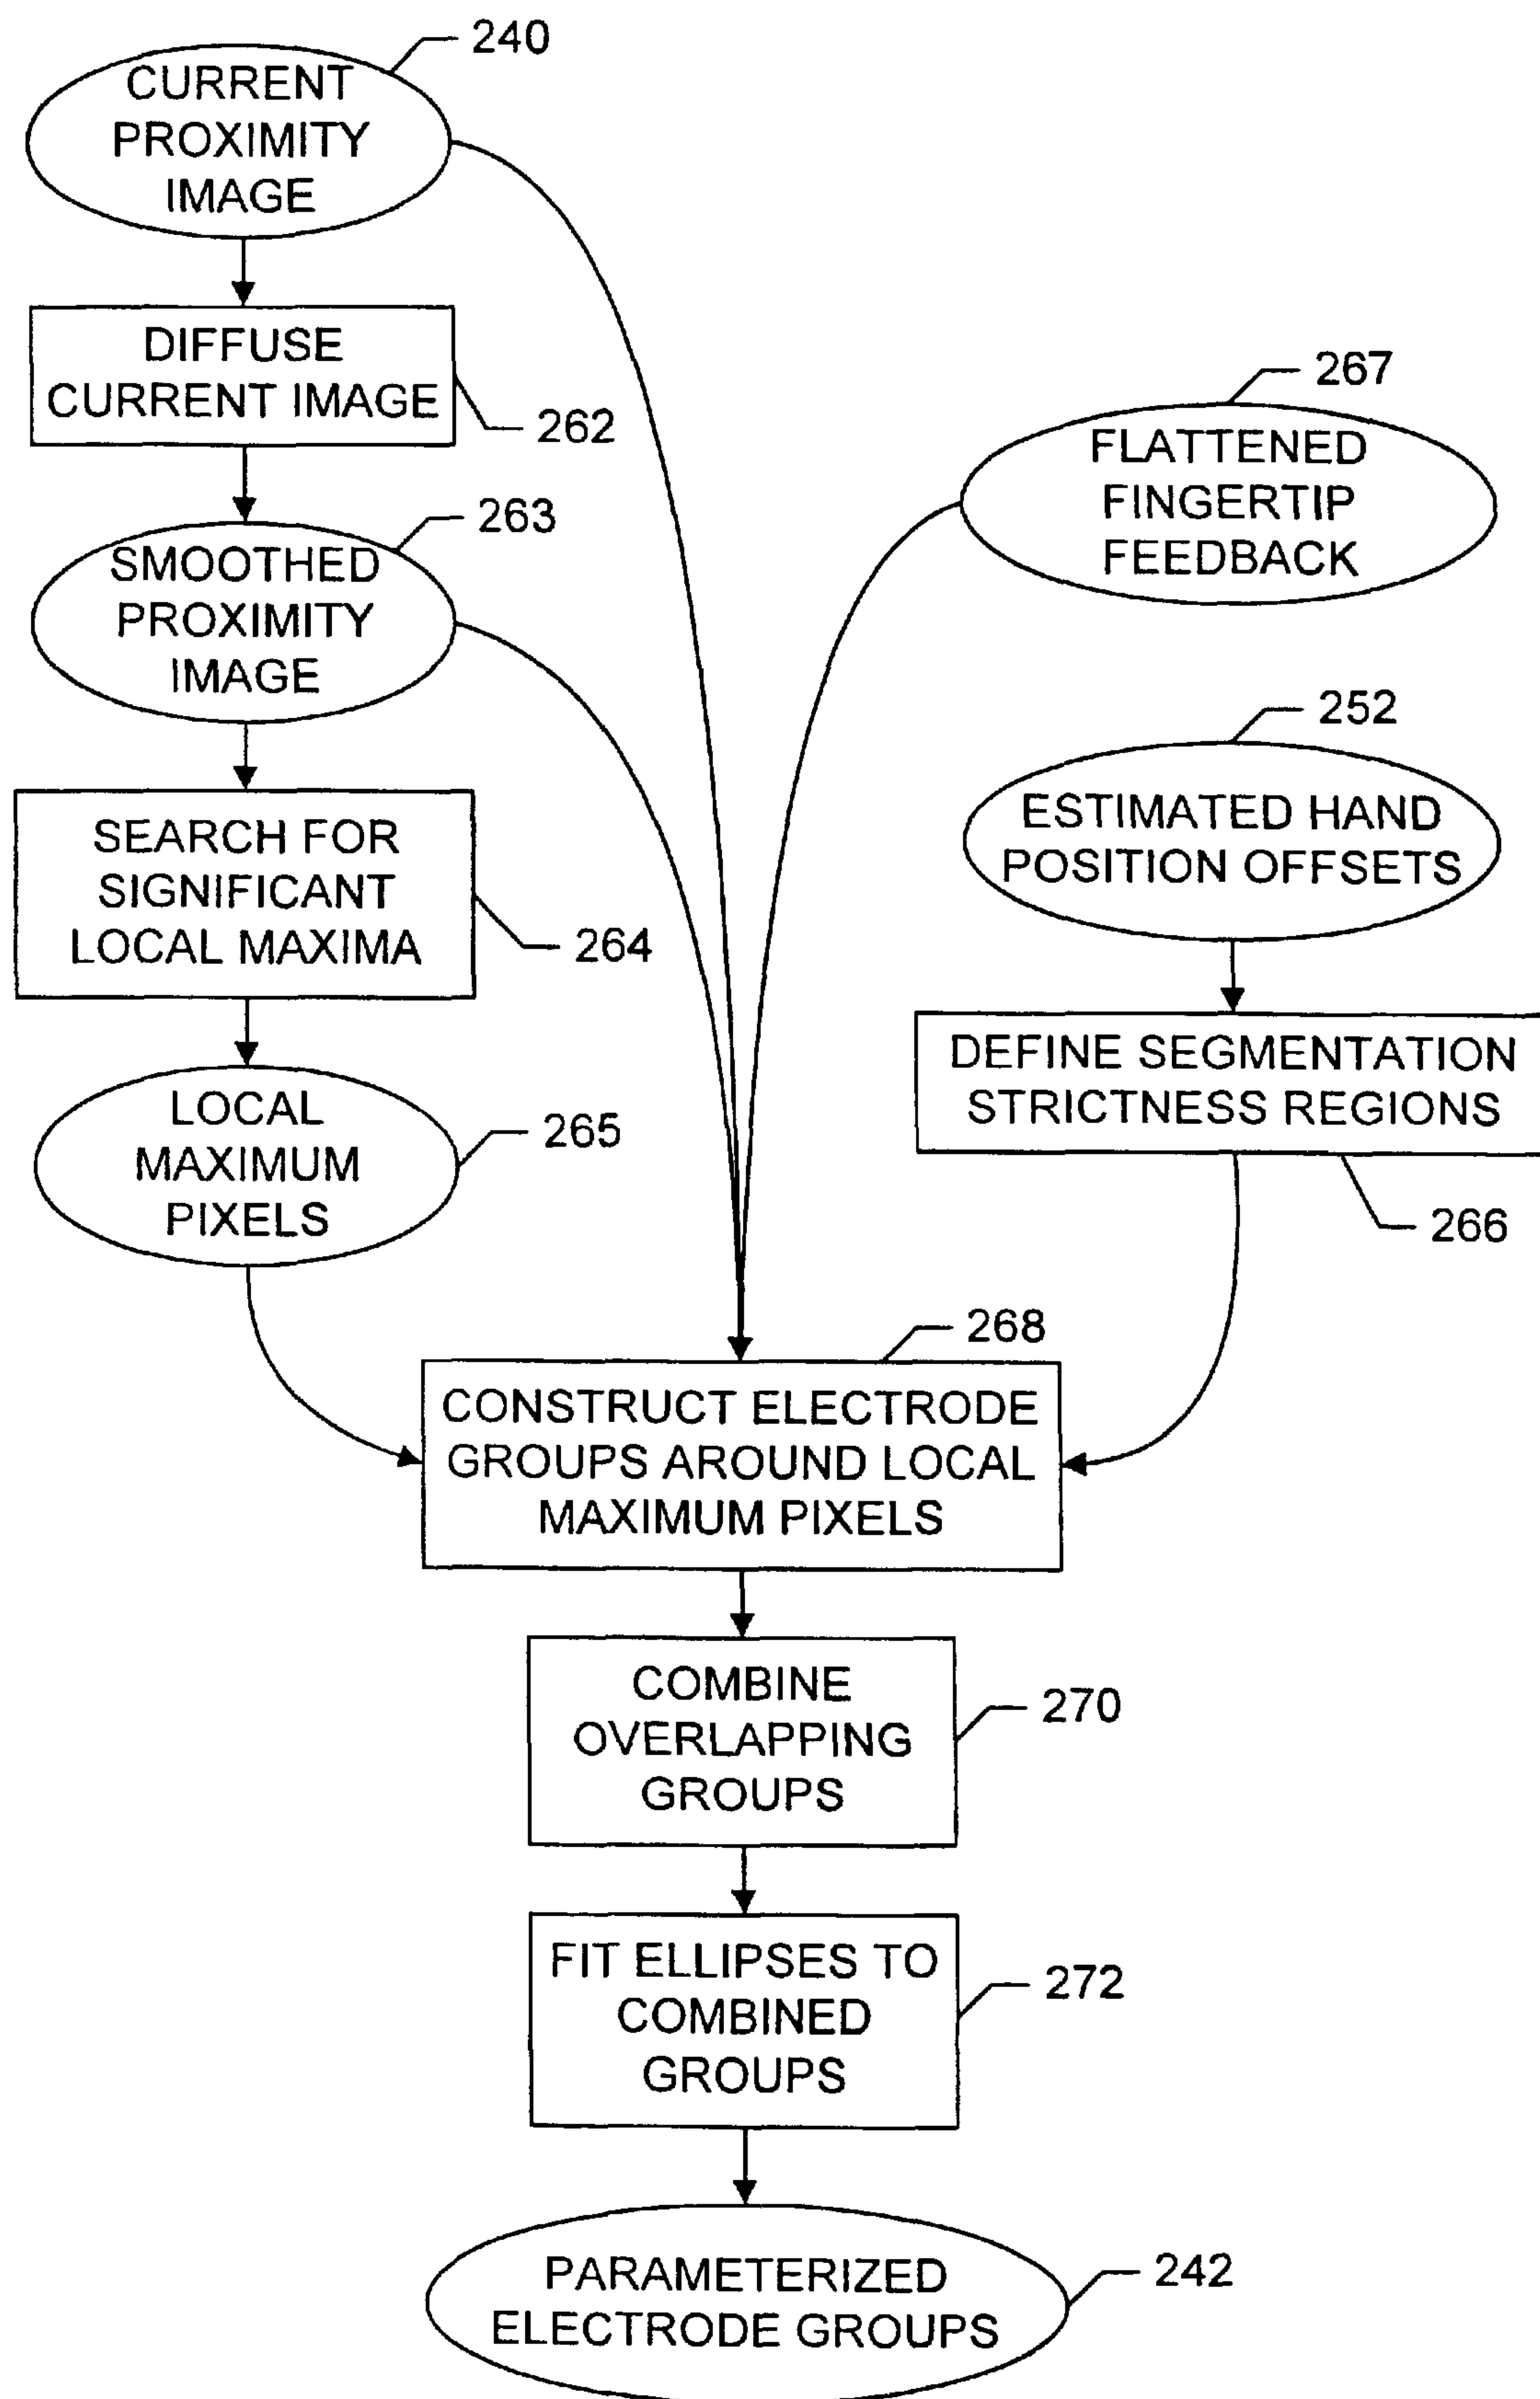 240
CURRENT
PROXIMITY
IMAGE
DIFFUSE
CURRENT IMAGE
262
267
FLATTENED
FINGERTIP
FEEDBACK
263
SMOOTHED
PROXIMITY
IMAGE
252
ESTIMATED HAND
POSITION OFFSETS
SEARCH FOR
SIGNIFICANT
LOCAL MAXIMA
264
DEFINE SEGMENTATION
STRICTNESS REGIONS
266
LOCAL
MAXIMUM
PIXELS
265
268
CONSTRUCT ELECTRODE
GROUPS AROUND LOCAL
MAXIMUM PIXELS
COMBINE
OVERLAPPING
GROUPS
270
FIT ELLIPSES TO
COMBINED
GROUPS
272
PARAMETERIZED
ELECTRODE GROUPS
242